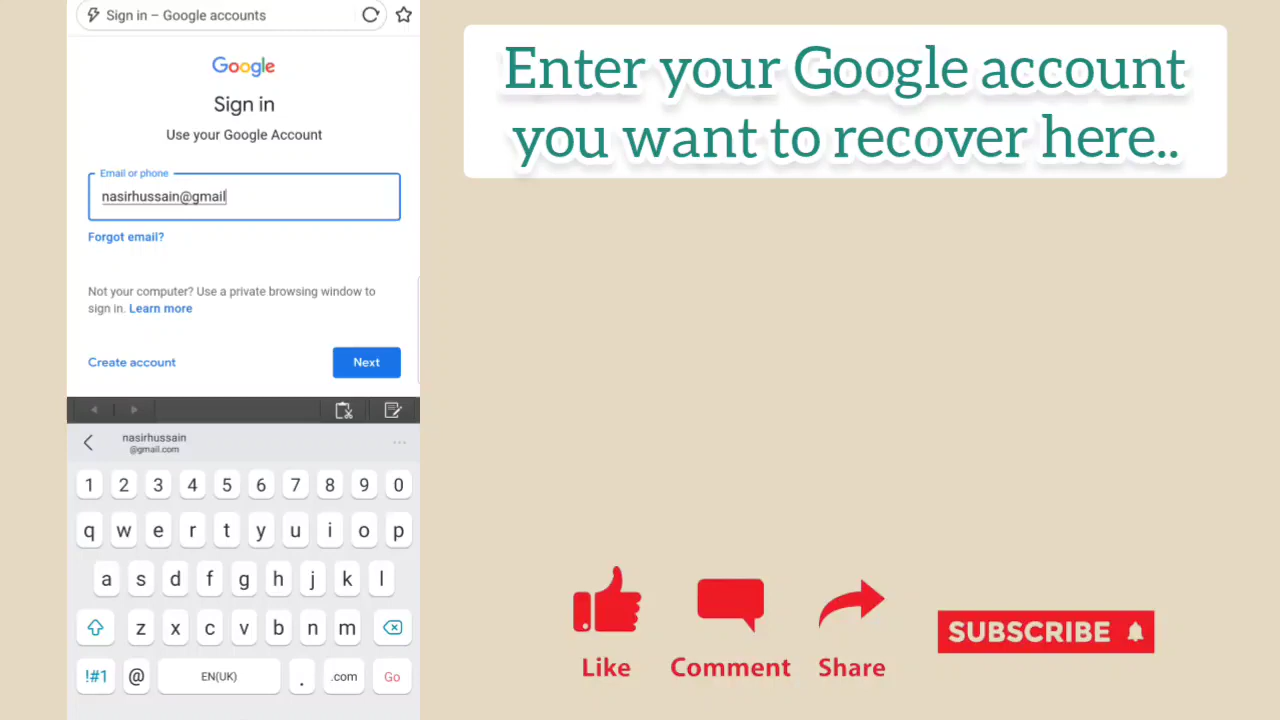 Sign in – Google accounts
Google
Sign in
Use your Google Account
Email or phone
nasirhussain@gmail
Forgot email?
Not your computer? Use a private browsing window to
sign in. Learn more
Create account
Next
nasirhussain
@gmail.com
1 2 3 4 5 6 7 8 9 0
q w e r t y u i o p
a s d f g h j k l
z x c v b n m
!#1 @ EN(UK) . .com Go
Enter your Google account
you want to recover here..
Like Comment Share
SUBSCRIBE